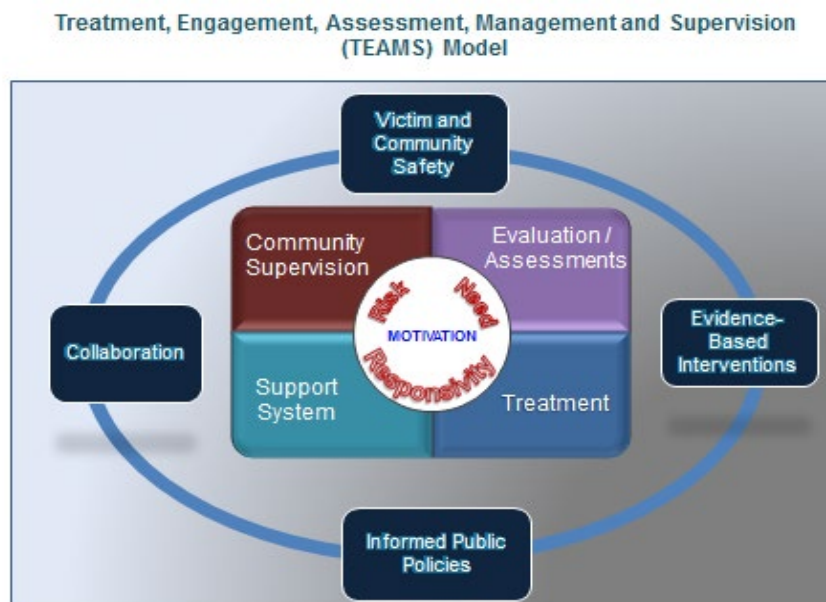 Treatment, Engagement, Assessment, Management and Supervision
(TEAMS) Model
Victim and
Community
Safety
Community
Supervision
Evaluation /
Assessments
Risk
Need
MOTIVATION
Responsivity
Collaboration
Evidence-
Based
Interventions
Support
System
Treatment
Informed Public
Policies